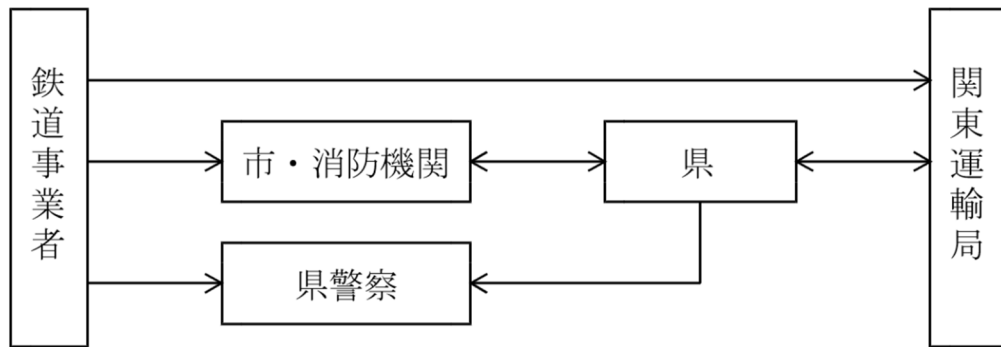 鉄道事業者
市・消防機関
県
県警察
関東運輸局